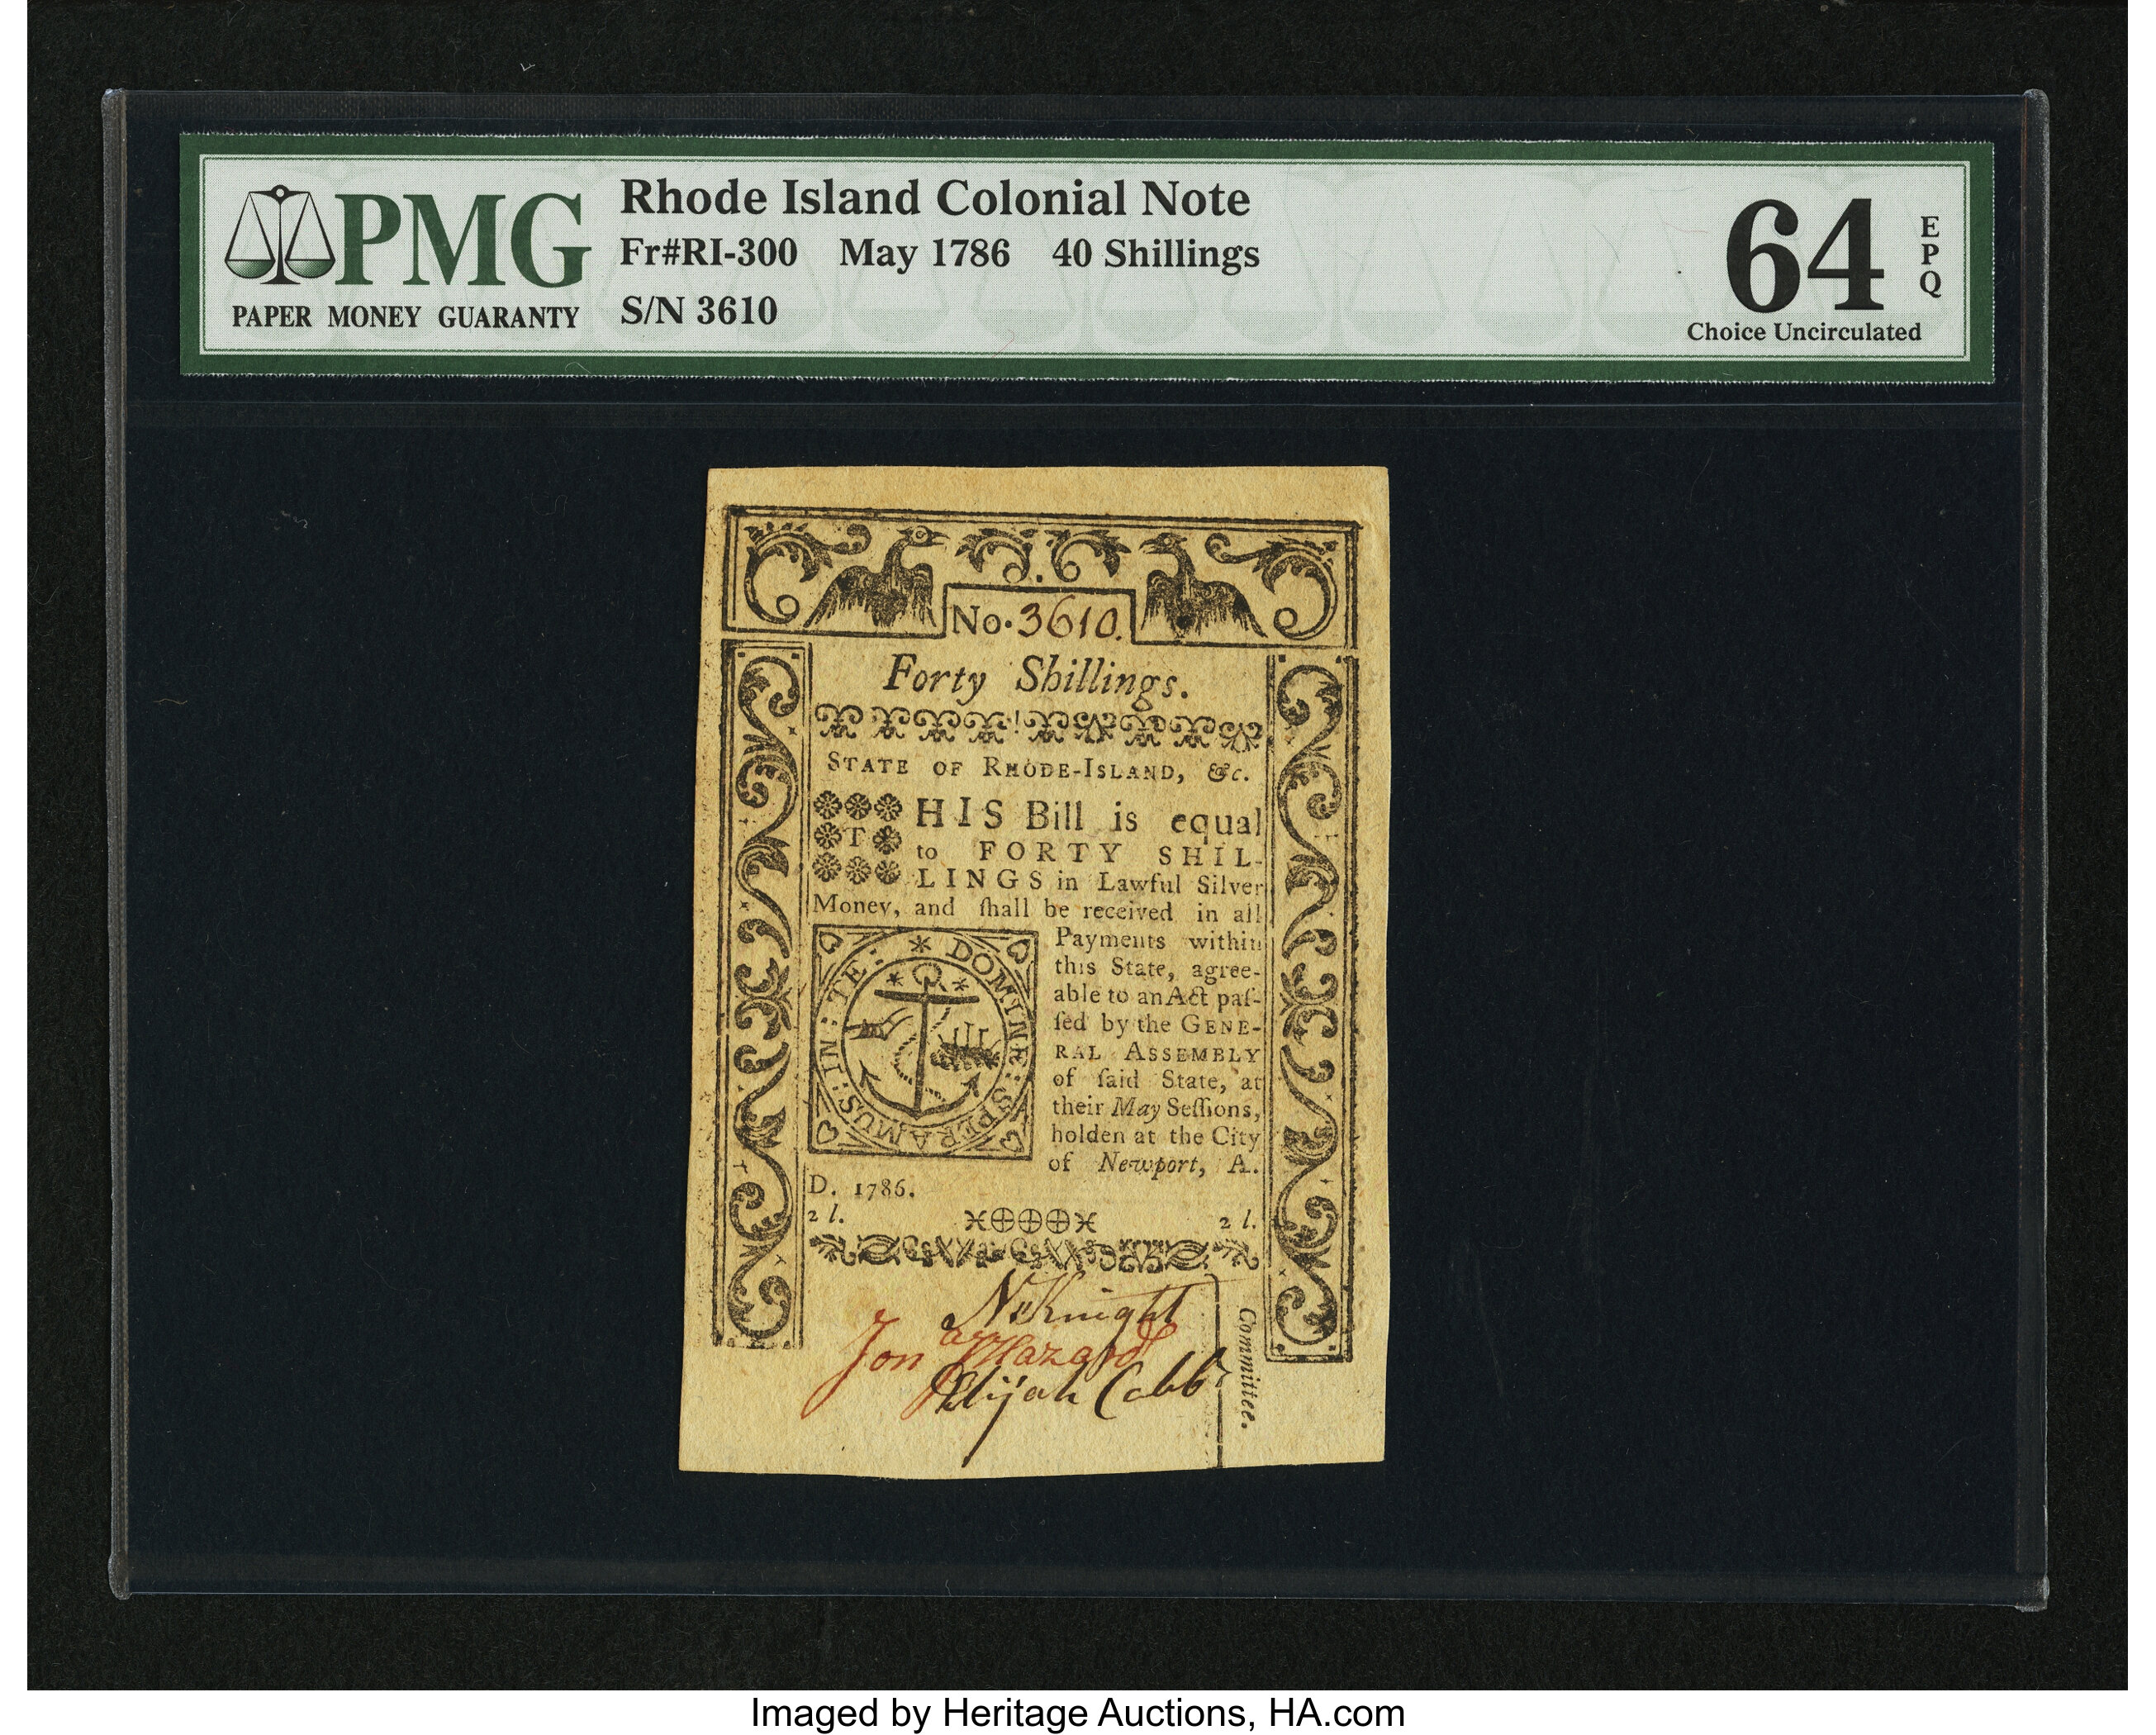 PMG
PAPER MONEY GUARANTY
Rhode Island Colonial Note
Fr#RI-300 May 1786 40 Shillings
S/N 3610
64
EPQ
Choice Uncirculated
No. 3610.
Forty Shillings.
STATE OF RHODE-ISLAND, &c.
THIS Bill is equal
to FORTY SHIL-
LINGS in Lawful Silver
Money, and ſhall be received in all
Payments within
this State, agree-
able to an Act paſ-
ſed by the GENE-
RAL ASSEMBLY
of ſaid State, at
their May Seſſions,
holden at the City
of Newport, A.
D. 1786.
IN : TE : DOMINE : SPERAMUS :
2 l. 2 l.
N Knight
Jona Hazard
Elijah Cobb
Committee.
Imaged by Heritage Auctions, HA.com